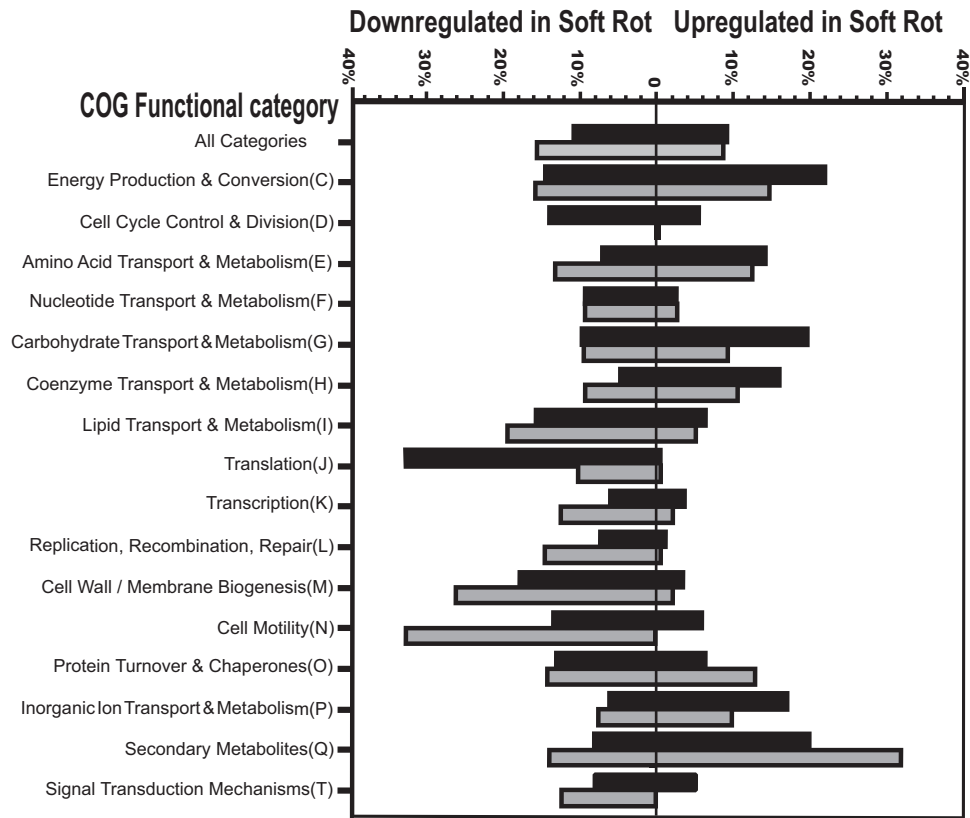 Downregulated in Soft Rot Upregulated in Soft Rot
40% 30% 20% 10% 0 10% 20% 30% 40%
COG Functional category
All Categories
Energy Production & Conversion(C)
Cell Cycle Control & Division(D)
Amino Acid Transport & Metabolism(E)
Nucleotide Transport & Metabolism(F)
Carbohydrate Transport & Metabolism(G)
Coenzyme Transport & Metabolism(H)
Lipid Transport & Metabolism(I)
Translation(J)
Transcription(K)
Replication, Recombination, Repair(L)
Cell Wall / Membrane Biogenesis(M)
Cell Motility(N)
Protein Turnover & Chaperones(O)
Inorganic Ion Transport & Metabolism(P)
Secondary Metabolites(Q)
Signal Transduction Mechanisms(T)